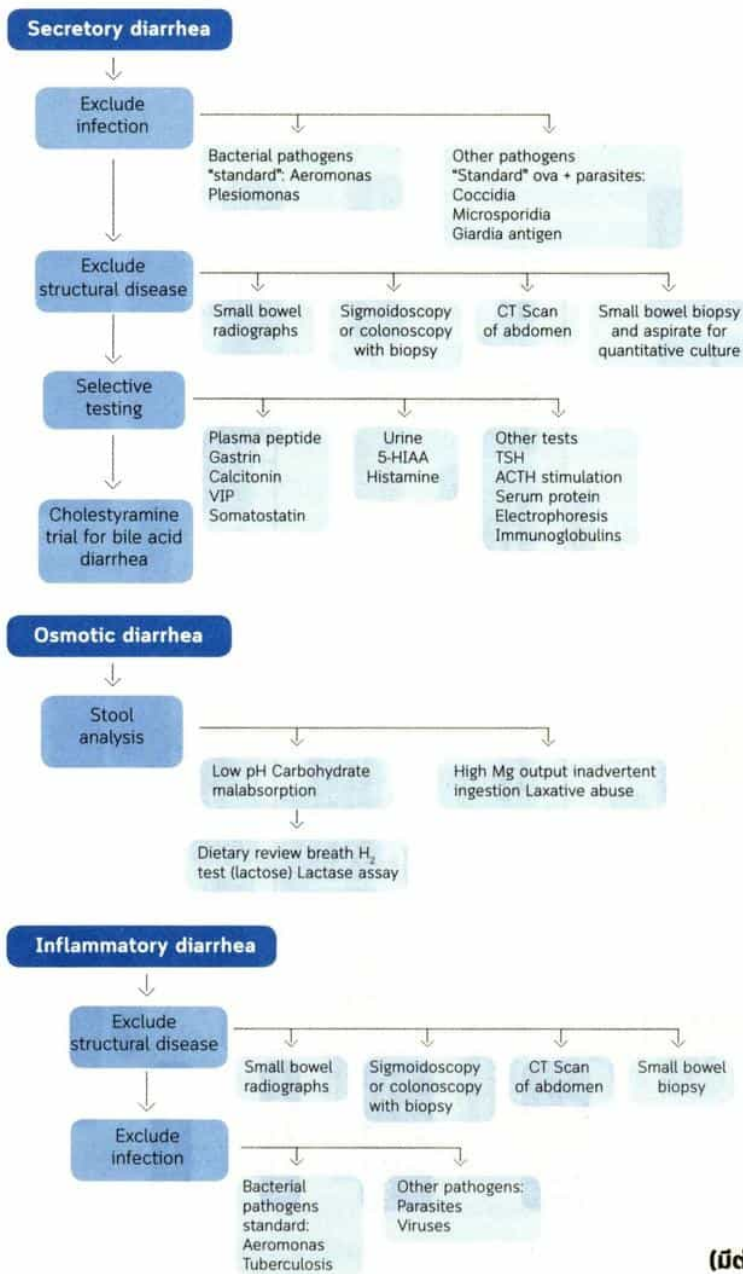 Secretory diarrhea
Exclude
infection
Bacterial pathogens
"standard": Aeromonas
Plesiomonas
Other pathogens
"Standard" ova + parasites:
Coccidia
Microsporidia
Giardia antigen
Exclude
structural disease
Small bowel
radiographs
Sigmoidoscopy
or colonoscopy
with biopsy
CT Scan
of abdomen
Small bowel biopsy
and aspirate for
quantitative culture
Selective
testing
Plasma peptide
Gastrin
Calcitonin
VIP
Somatostatin
Urine
5-HIAA
Histamine
Other tests
TSH
ACTH stimulation
Serum protein
Electrophoresis
Immunoglobulins
Cholestyramine
trial for bile acid
diarrhea
Osmotic diarrhea
Stool
analysis
Low pH Carbohydrate
malabsorption
High Mg output inadvertent
ingestion Laxative abuse
Dietary review breath H₂
test (lactose) Lactase assay
Inflammatory diarrhea
Exclude
structural disease
Small bowel
radiographs
Sigmoidoscopy
or colonoscopy
with biopsy
CT Scan
of abdomen
Small bowel
biopsy
Exclude
infection
Bacterial
pathogens
standard:
Aeromonas
Tuberculosis
Other pathogens:
Parasites
Viruses